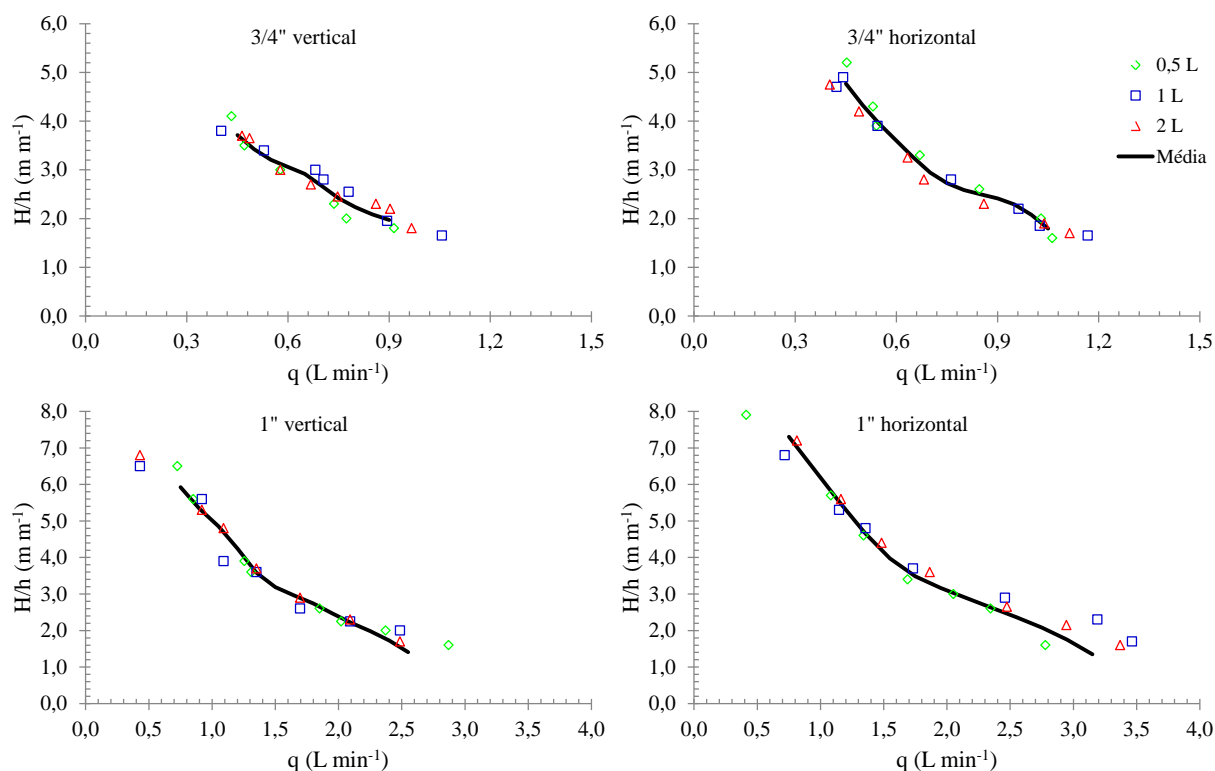 3/4" vertical
H/h (m m⁻¹)
6,0
5,0
4,0
3,0
2,0
1,0
0,0
0,0 0,3 0,6 0,9 1,2 1,5
q (L min⁻¹)
3/4" horizontal
H/h (m m⁻¹)
6,0
5,0
4,0
3,0
2,0
1,0
0,0
0,0 0,3 0,6 0,9 1,2 1,5
q (L min⁻¹)
0,5 L
1 L
2 L
Média
1" vertical
H/h (m m⁻¹)
8,0
7,0
6,0
5,0
4,0
3,0
2,0
1,0
0,0
0,0 0,5 1,0 1,5 2,0 2,5 3,0 3,5 4,0
q (L min⁻¹)
1" horizontal
H/h (m m⁻¹)
8,0
7,0
6,0
5,0
4,0
3,0
2,0
1,0
0,0
0,0 0,5 1,0 1,5 2,0 2,5 3,0 3,5 4,0
q (L min⁻¹)